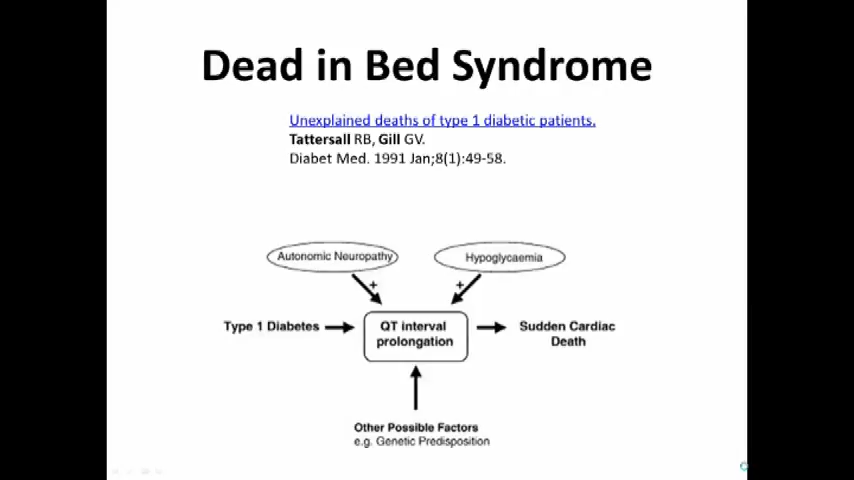 Dead in Bed Syndrome
Unexplained deaths of type 1 diabetic patients.
Tattersall RB, Gill GV.
Diabet Med. 1991 Jan;8(1):49-58.
Autonomic Neuropathy
Hypoglycaemia
+
+
Type 1 Diabetes
QT interval
prolongation
Sudden Cardiac
Death
Other Possible Factors
e.g. Genetic Predisposition